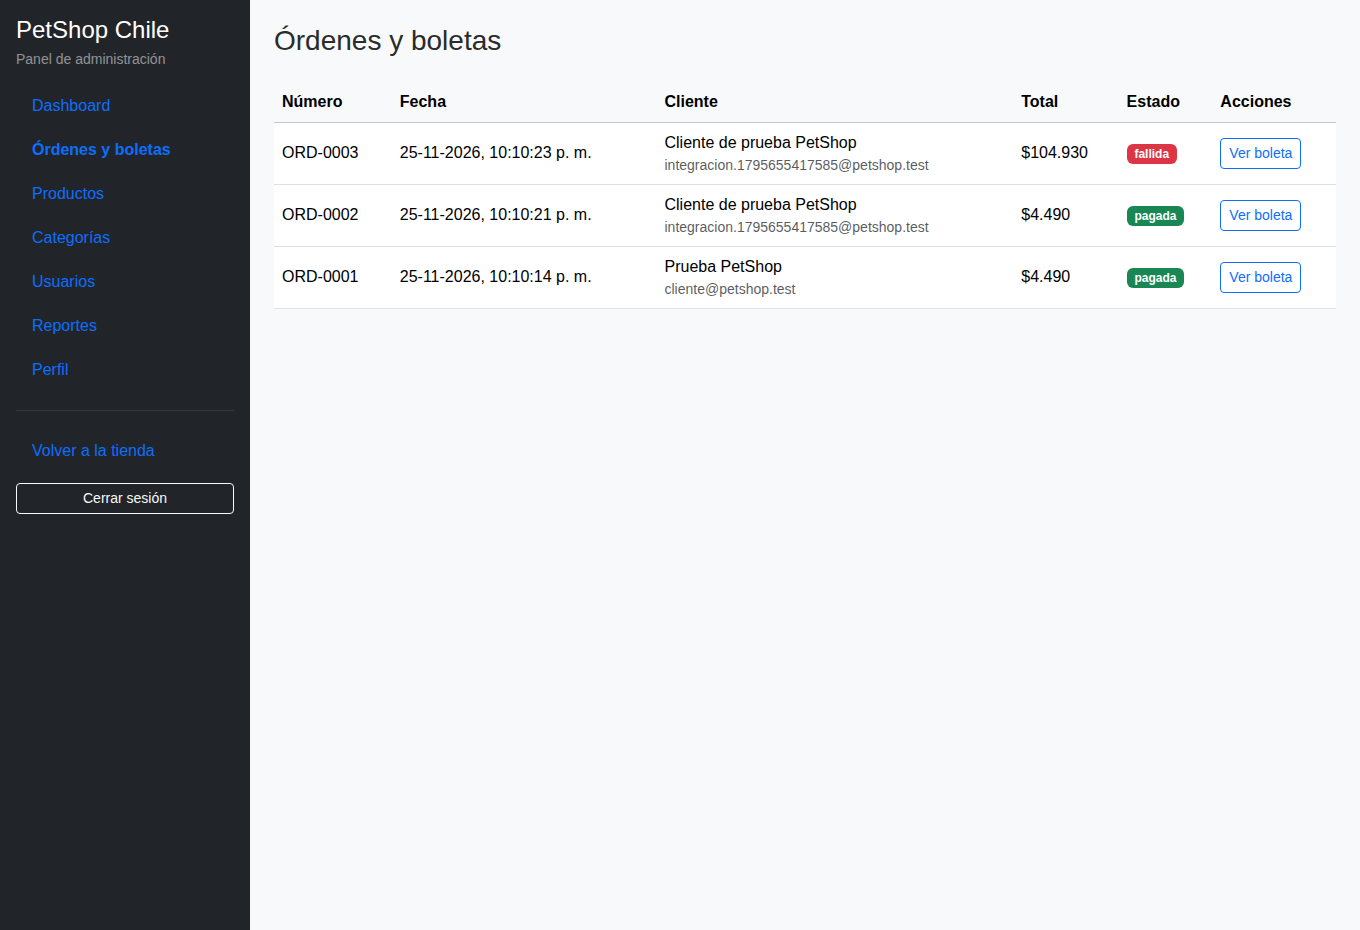 PetShop Chile
Panel de administración
Dashboard
Órdenes y boletas
Productos
Categorías
Usuarios
Reportes
Perfil
Volver a la tienda
Cerrar sesión
Órdenes y boletas
Número Fecha Cliente Total Estado Acciones
ORD-0003 25-11-2026, 10:10:23 p. m. Cliente de prueba PetShop $104.930 fallida Ver boleta
integracion.1795655417585@petshop.test
ORD-0002 25-11-2026, 10:10:21 p. m. Cliente de prueba PetShop $4.490 pagada Ver boleta
integracion.1795655417585@petshop.test
ORD-0001 25-11-2026, 10:10:14 p. m. Prueba PetShop $4.490 pagada Ver boleta
cliente@petshop.test